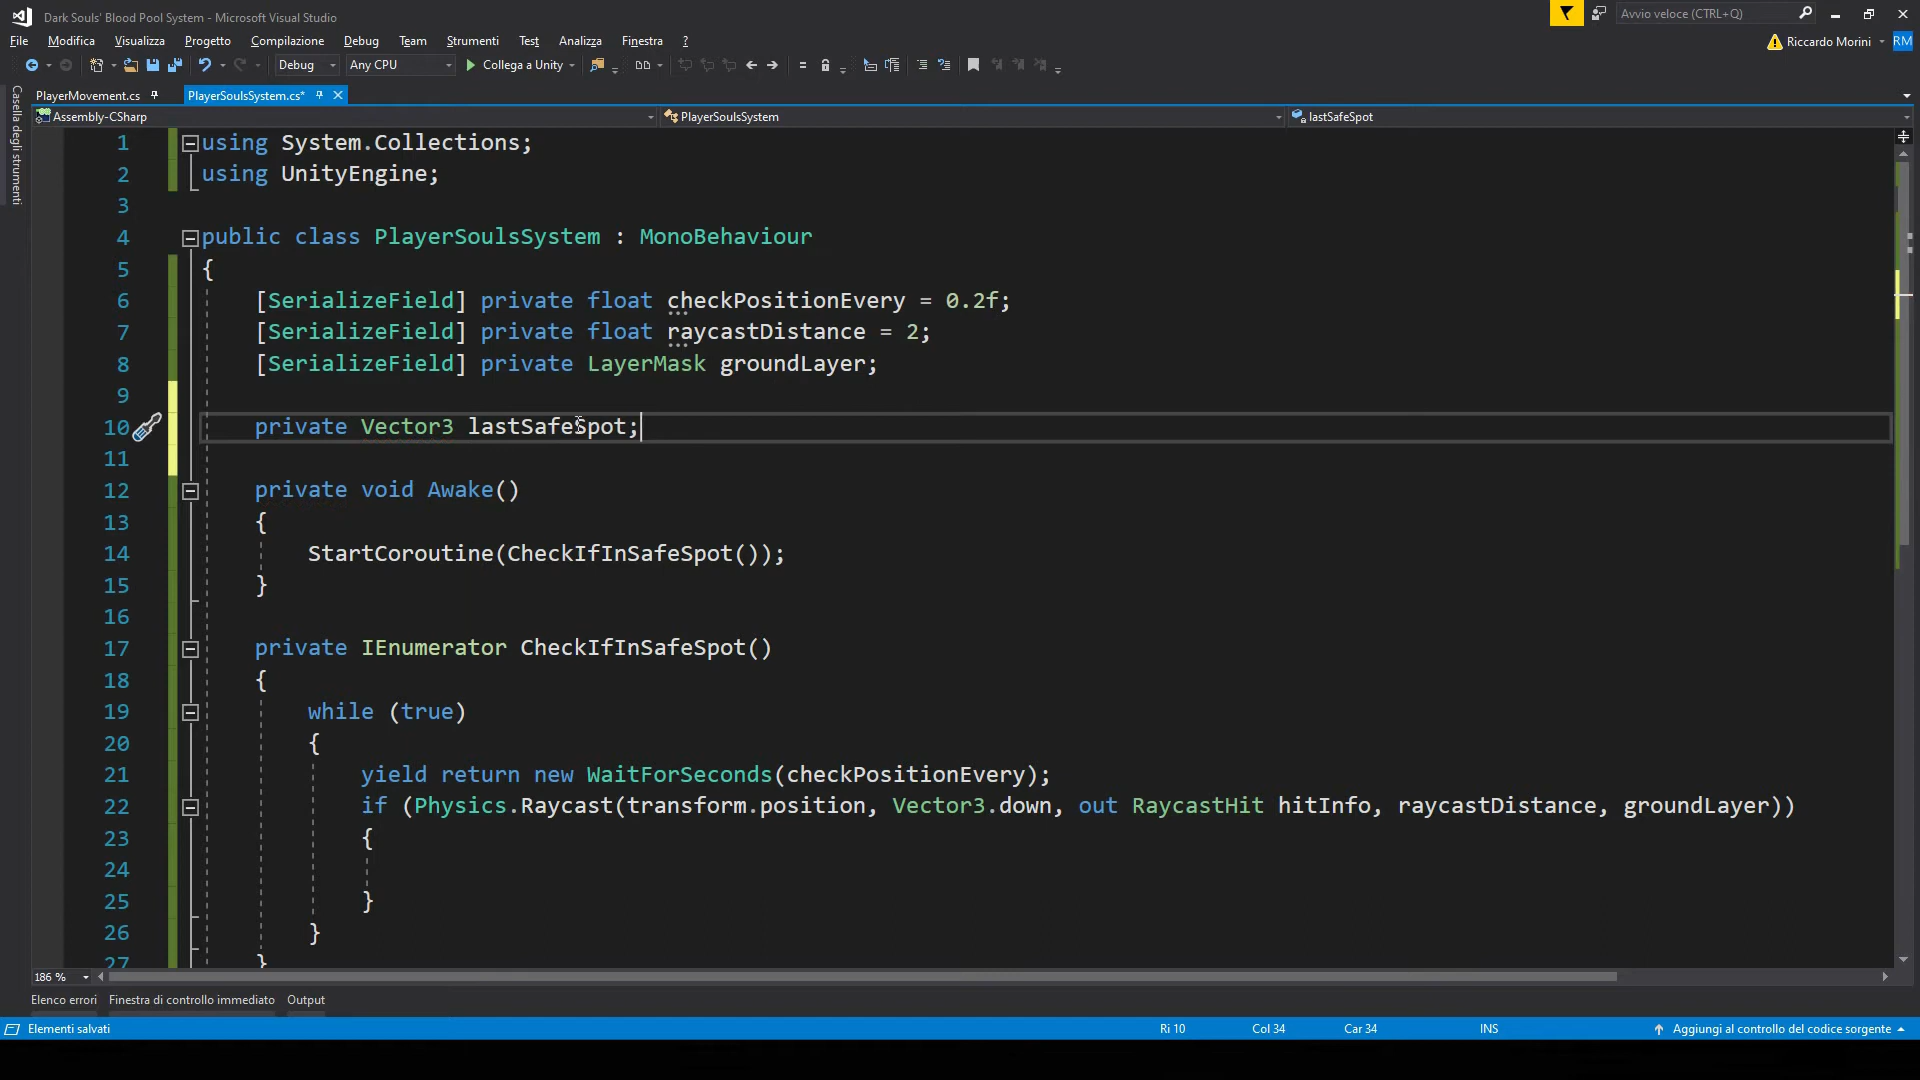 Dark Souls' Blood Pool System - Microsoft Visual Studio
Avvio veloce (CTRL+Q)
File Modifica Visualizza Progetto Compilazione Debug Team Strumenti Test Analizza Finestra ?
Riccardo Morini RM
Debug Any CPU Collega a Unity
PlayerMovement.cs PlayerSoulsSystem.cs*
Assembly-CSharp PlayerSoulsSystem lastSafeSpot
Casella degli strumenti
1 using System.Collections;
2 using UnityEngine;
3
4 public class PlayerSoulsSystem : MonoBehaviour
5 {
6 [SerializeField] private float checkPositionEvery = 0.2f;
7 [SerializeField] private float raycastDistance = 2;
8 [SerializeField] private LayerMask groundLayer;
9
10 private Vector3 lastSafeSpot;
11
12 private void Awake()
13 {
14 StartCoroutine(CheckIfInSafeSpot());
15 }
16
17 private IEnumerator CheckIfInSafeSpot()
18 {
19 while (true)
20 {
21 yield return new WaitForSeconds(checkPositionEvery);
22 if (Physics.Raycast(transform.position, Vector3.down, out RaycastHit hitInfo, raycastDistance, groundLayer))
23 {
24
25 }
26 }
27 }
186 %
Elenco errori Finestra di controllo immediato Output
Elementi salvati Ri 10 Col 34 Car 34 INS Aggiungi al controllo del codice sorgente